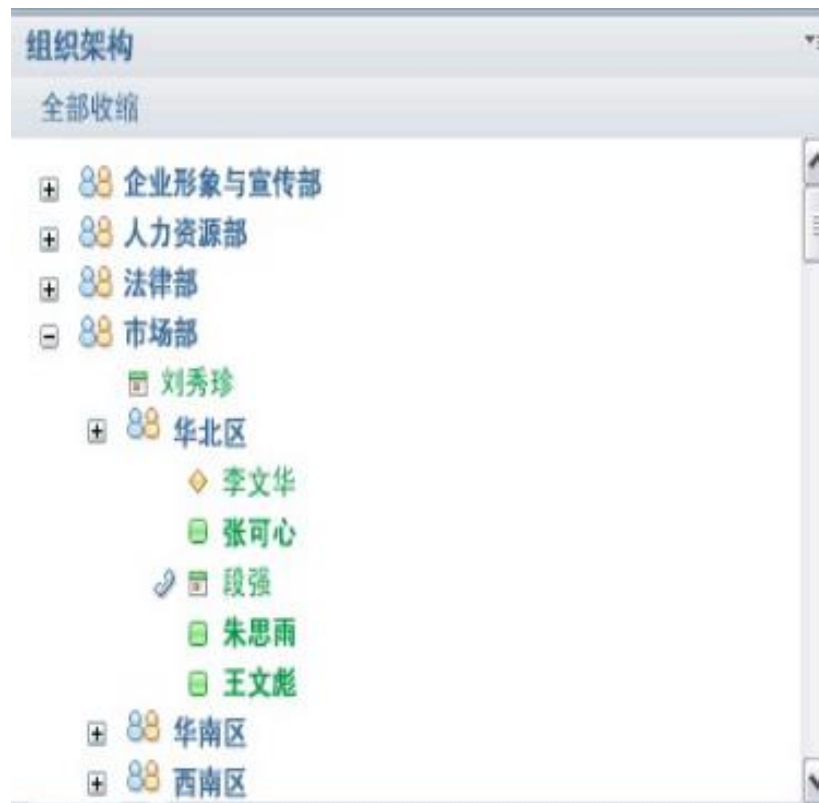 组织架构
全部收缩
企业形象与宣传部
人力资源部
法律部
市场部
刘秀珍
华北区
李文华
张可心
段强
朱思雨
王文彪
华南区
西南区